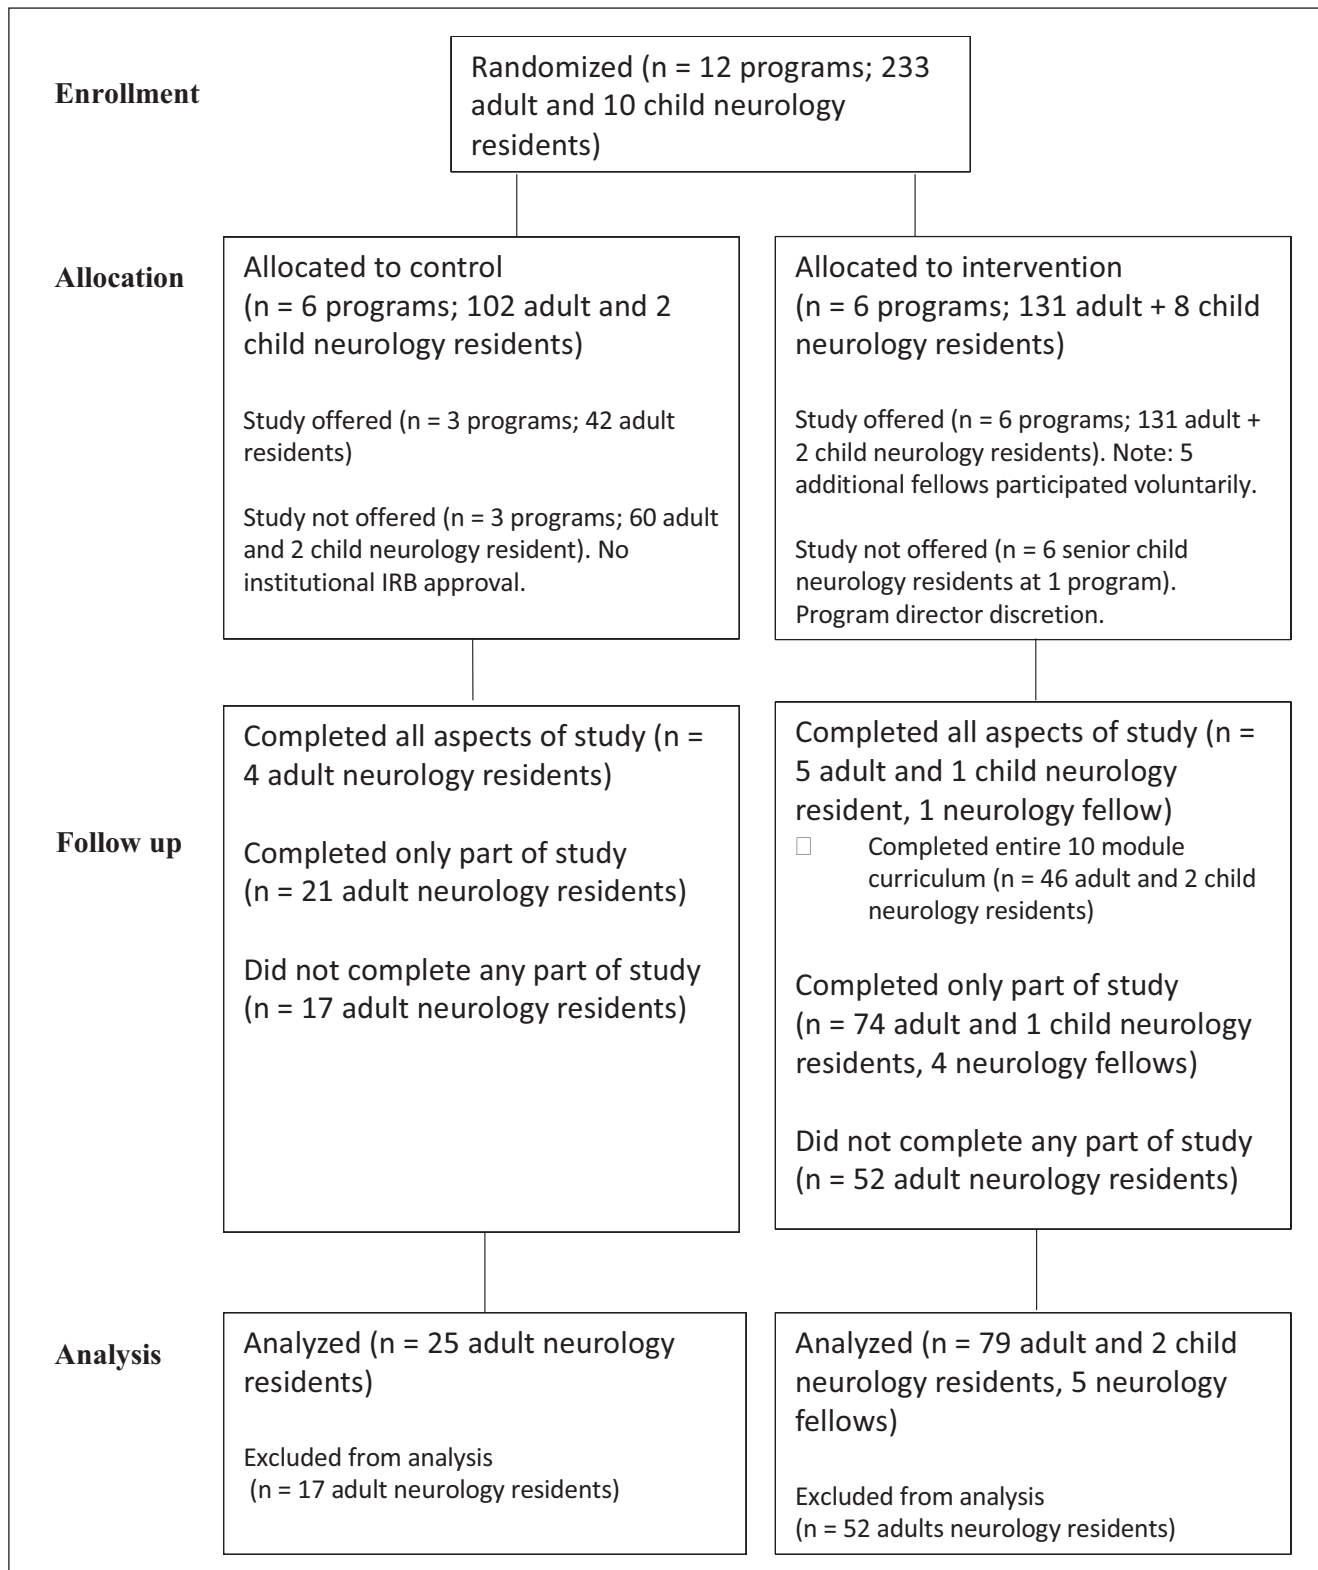 Enrollment
Randomized (n = 12 programs; 233
adult and 10 child neurology
residents)
Allocation
Allocated to control
(n = 6 programs; 102 adult and 2
child neurology residents)
Study offered (n = 3 programs; 42 adult
residents)
Study not offered (n = 3 programs; 60 adult
and 2 child neurology resident). No
institutional IRB approval.
Allocated to intervention
(n = 6 programs; 131 adult + 8 child
neurology residents)
Study offered (n = 6 programs; 131 adult +
2 child neurology residents). Note: 5
additional fellows participated voluntarily.
Study not offered (n = 6 senior child
neurology residents at 1 program).
Program director discretion.
Follow up
Completed all aspects of study (n =
4 adult neurology residents)
Completed only part of study
(n = 21 adult neurology residents)
Did not complete any part of study
(n = 17 adult neurology residents)
Completed all aspects of study (n =
5 adult and 1 child neurology
resident, 1 neurology fellow)
Completed entire 10 module
curriculum (n = 46 adult and 2 child
neurology residents)
Completed only part of study
(n = 74 adult and 1 child neurology
residents, 4 neurology fellows)
Did not complete any part of study
(n = 52 adult neurology residents)
Analysis
Analyzed (n = 25 adult neurology
residents)
Excluded from analysis
(n = 17 adult neurology residents)
Analyzed (n = 79 adult and 2 child
neurology residents, 5 neurology
fellows)
Excluded from analysis
(n = 52 adults neurology residents)